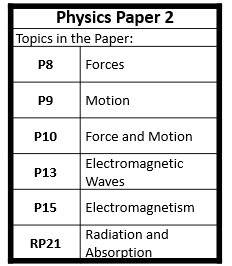 Physics Paper 2
Topics in the Paper:
P8 Forces
P9 Motion
P10 Force and Motion
P13 Electromagnetic
Waves
P15 Electromagnetism
RP21 Radiation and
Absorption